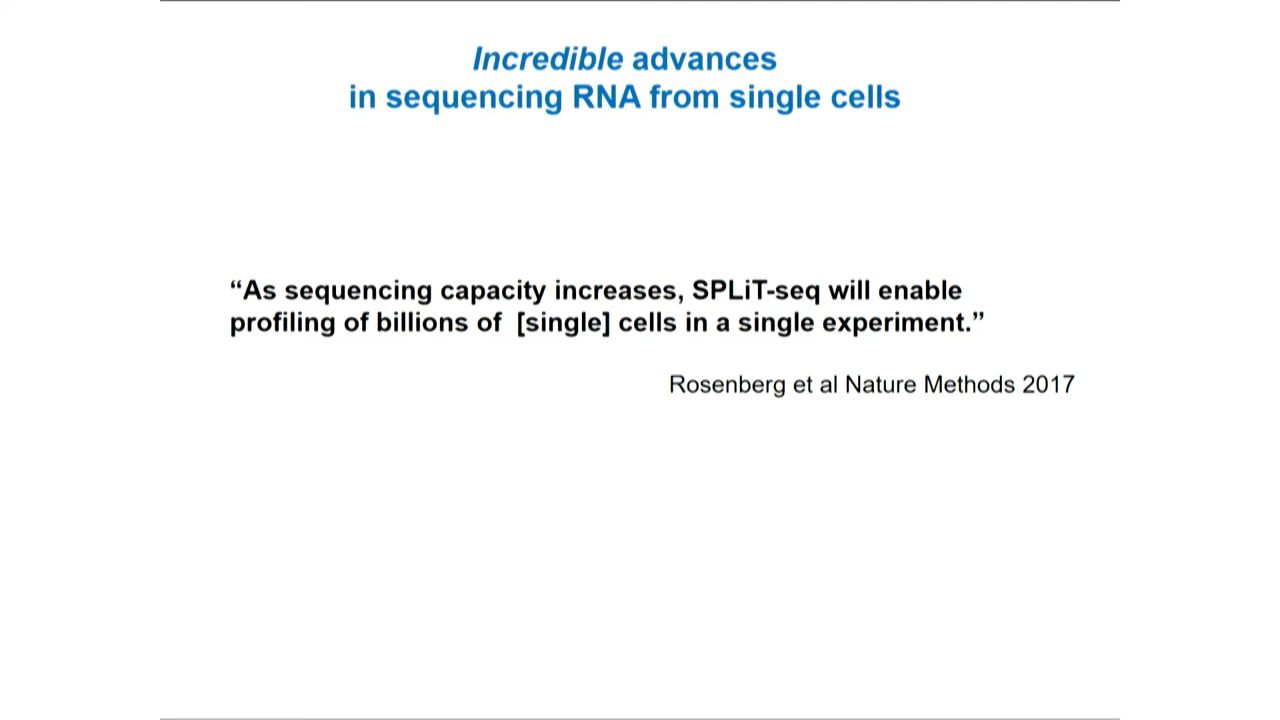 Incredible advances
in sequencing RNA from single cells
“As sequencing capacity increases, SPLiT-seq will enable
profiling of billions of [single] cells in a single experiment.”
Rosenberg et al Nature Methods 2017